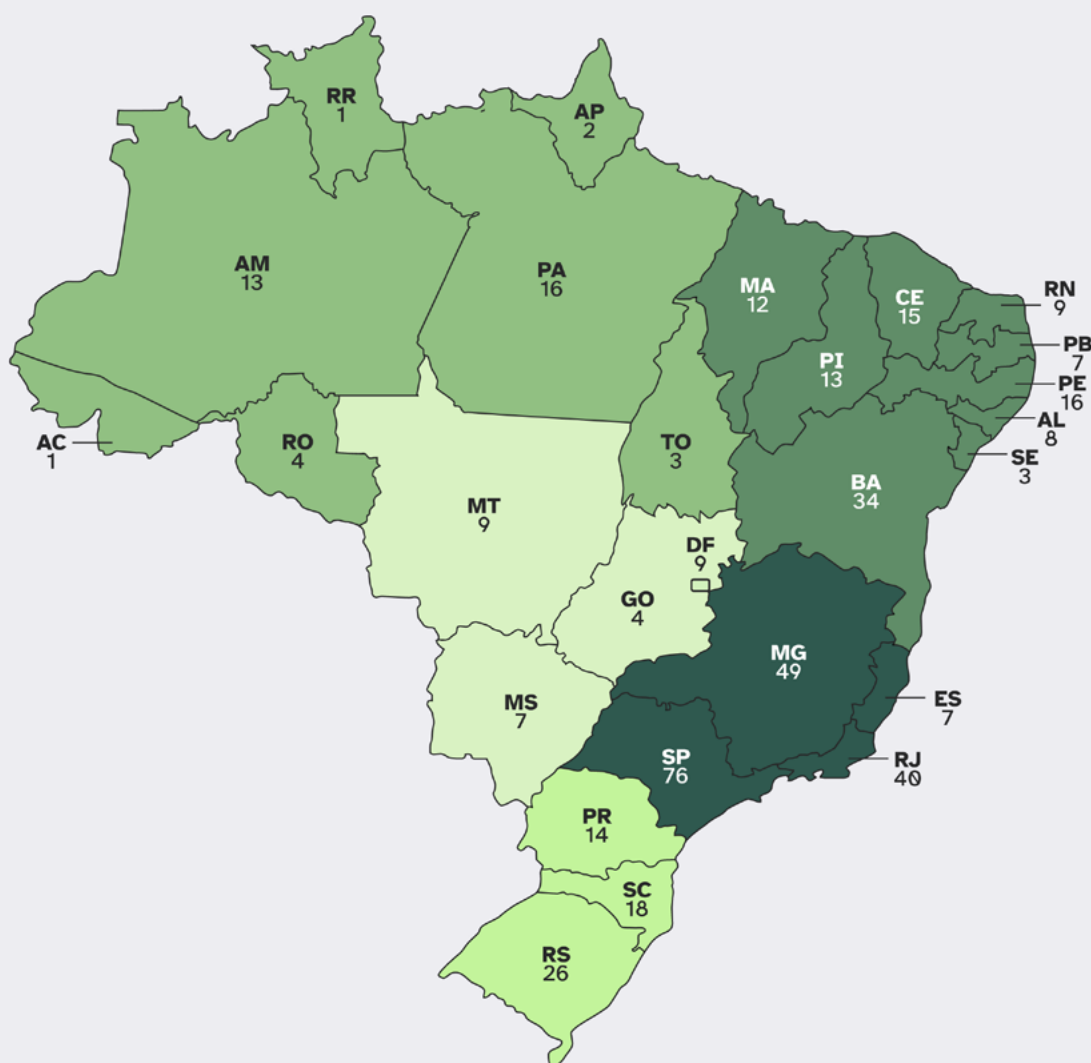 RR
1
AP
2
AM
13
PA
16
MA
12
CE
15
RN
9
PB
7
PI
13
PE
16
AL
8
SE
3
AC
1
RO
4
TO
3
BA
34
MT
9
DF
9
GO
4
MG
49
MS
7
ES
7
SP
76
RJ
40
PR
14
SC
18
RS
26